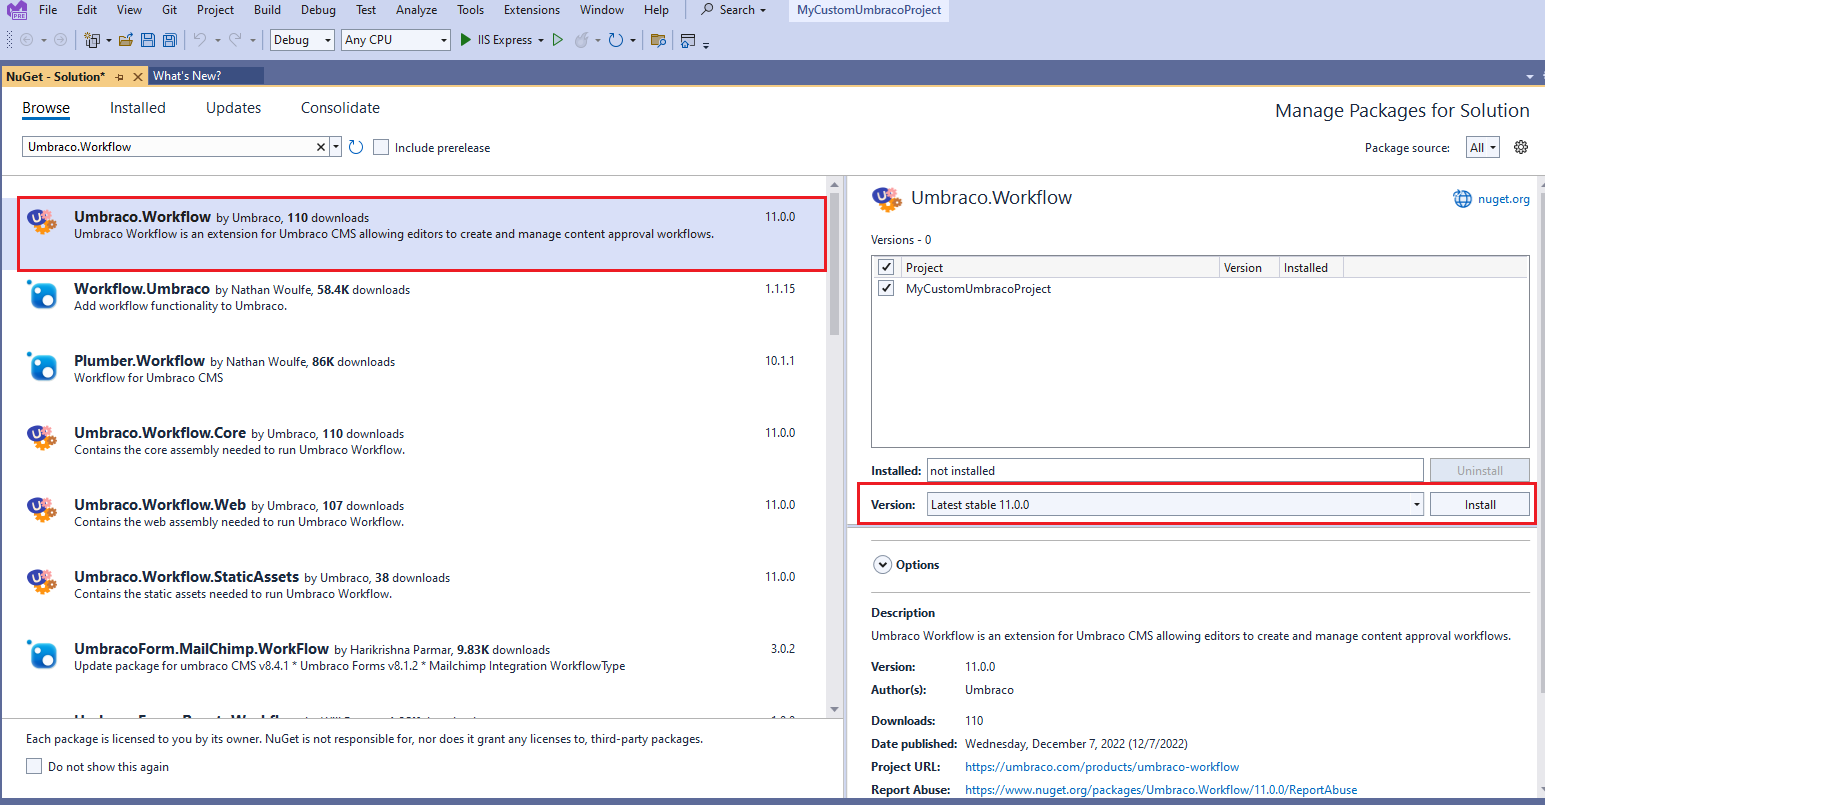 File Edit View Git Project Build Debug Test Analyze Tools Extensions Window Help Search MyCustomUmbracoProject
PRE
Debug Any CPU IIS Express
NuGet - Solution* What's New?
Browse Installed Updates Consolidate
Manage Packages for Solution
Umbraco.Workflow
Include prerelease
Package source: All
Umbraco.Workflow by Umbraco, 110 downloads 11.0.0
Umbraco Workflow is an extension for Umbraco CMS allowing editors to create and manage content approval workflows.
Workflow.Umbraco by Nathan Woulfe, 58.4K downloads 1.1.15
Add workflow functionality to Umbraco.
Plumber.Workflow by Nathan Woulfe, 86K downloads 10.1.1
Workflow for Umbraco CMS
Umbraco.Workflow.Core by Umbraco, 110 downloads 11.0.0
Contains the core assembly needed to run Umbraco Workflow.
Umbraco.Workflow.Web by Umbraco, 107 downloads 11.0.0
Contains the web assembly needed to run Umbraco Workflow.
Umbraco.Workflow.StaticAssets by Umbraco, 38 downloads 11.0.0
Contains the static assets needed to run Umbraco Workflow.
UmbracoForm.MailChimp.WorkFlow by Harikrishna Parmar, 9.83K downloads 3.0.2
Update package for umbraco CMS v8.4.1 * Umbraco Forms v8.1.2 * Mailchimp Integration WorkflowType
Each package is licensed to you by its owner. NuGet is not responsible for, nor does it grant any licenses to, third-party packages.
Do not show this again
Umbraco.Workflow
nuget.org
Versions - 0
Project Version Installed
MyCustomUmbracoProject
Installed: not installed Uninstall
Version: Latest stable 11.0.0 Install
Options
Description
Umbraco Workflow is an extension for Umbraco CMS allowing editors to create and manage content approval workflows.
Version: 11.0.0
Author(s): Umbraco
Downloads: 110
Date published: Wednesday, December 7, 2022 (12/7/2022)
Project URL: https://umbraco.com/products/umbraco-workflow
Report Abuse: https://www.nuget.org/packages/Umbraco.Workflow/11.0.0/ReportAbuse